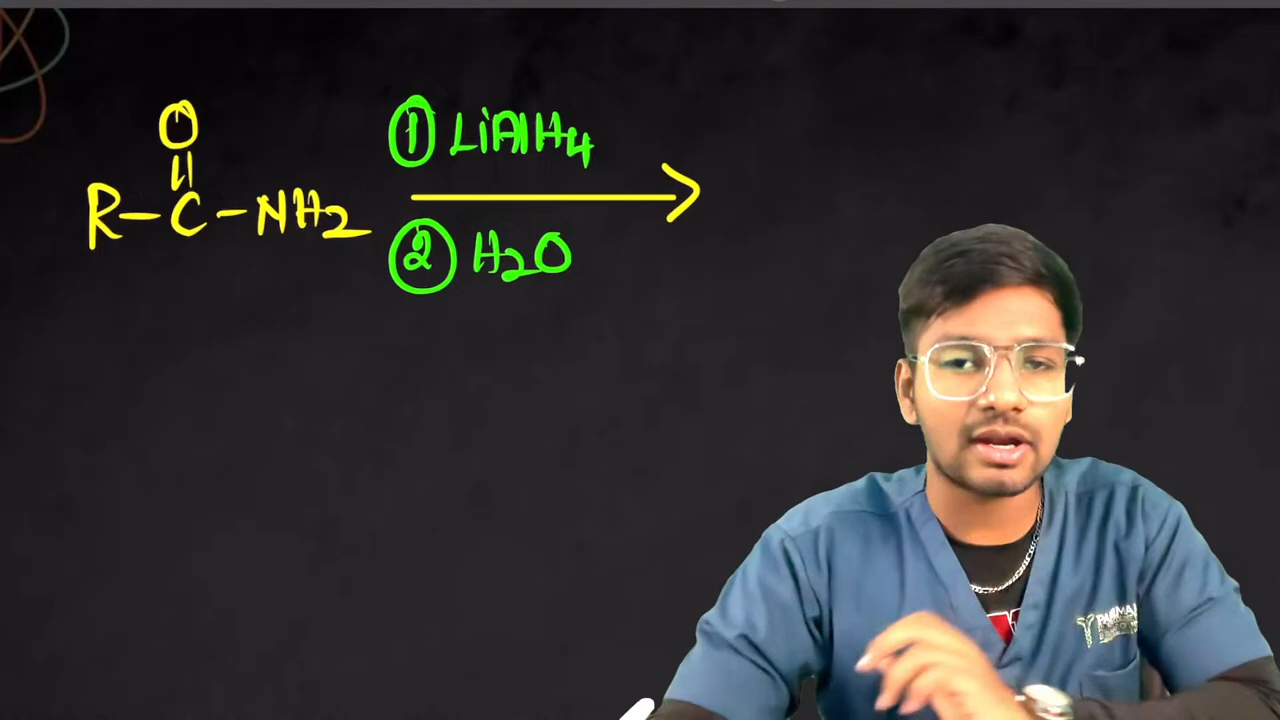 ① LiAlH4
O
||
R-C-NH2
② H2O